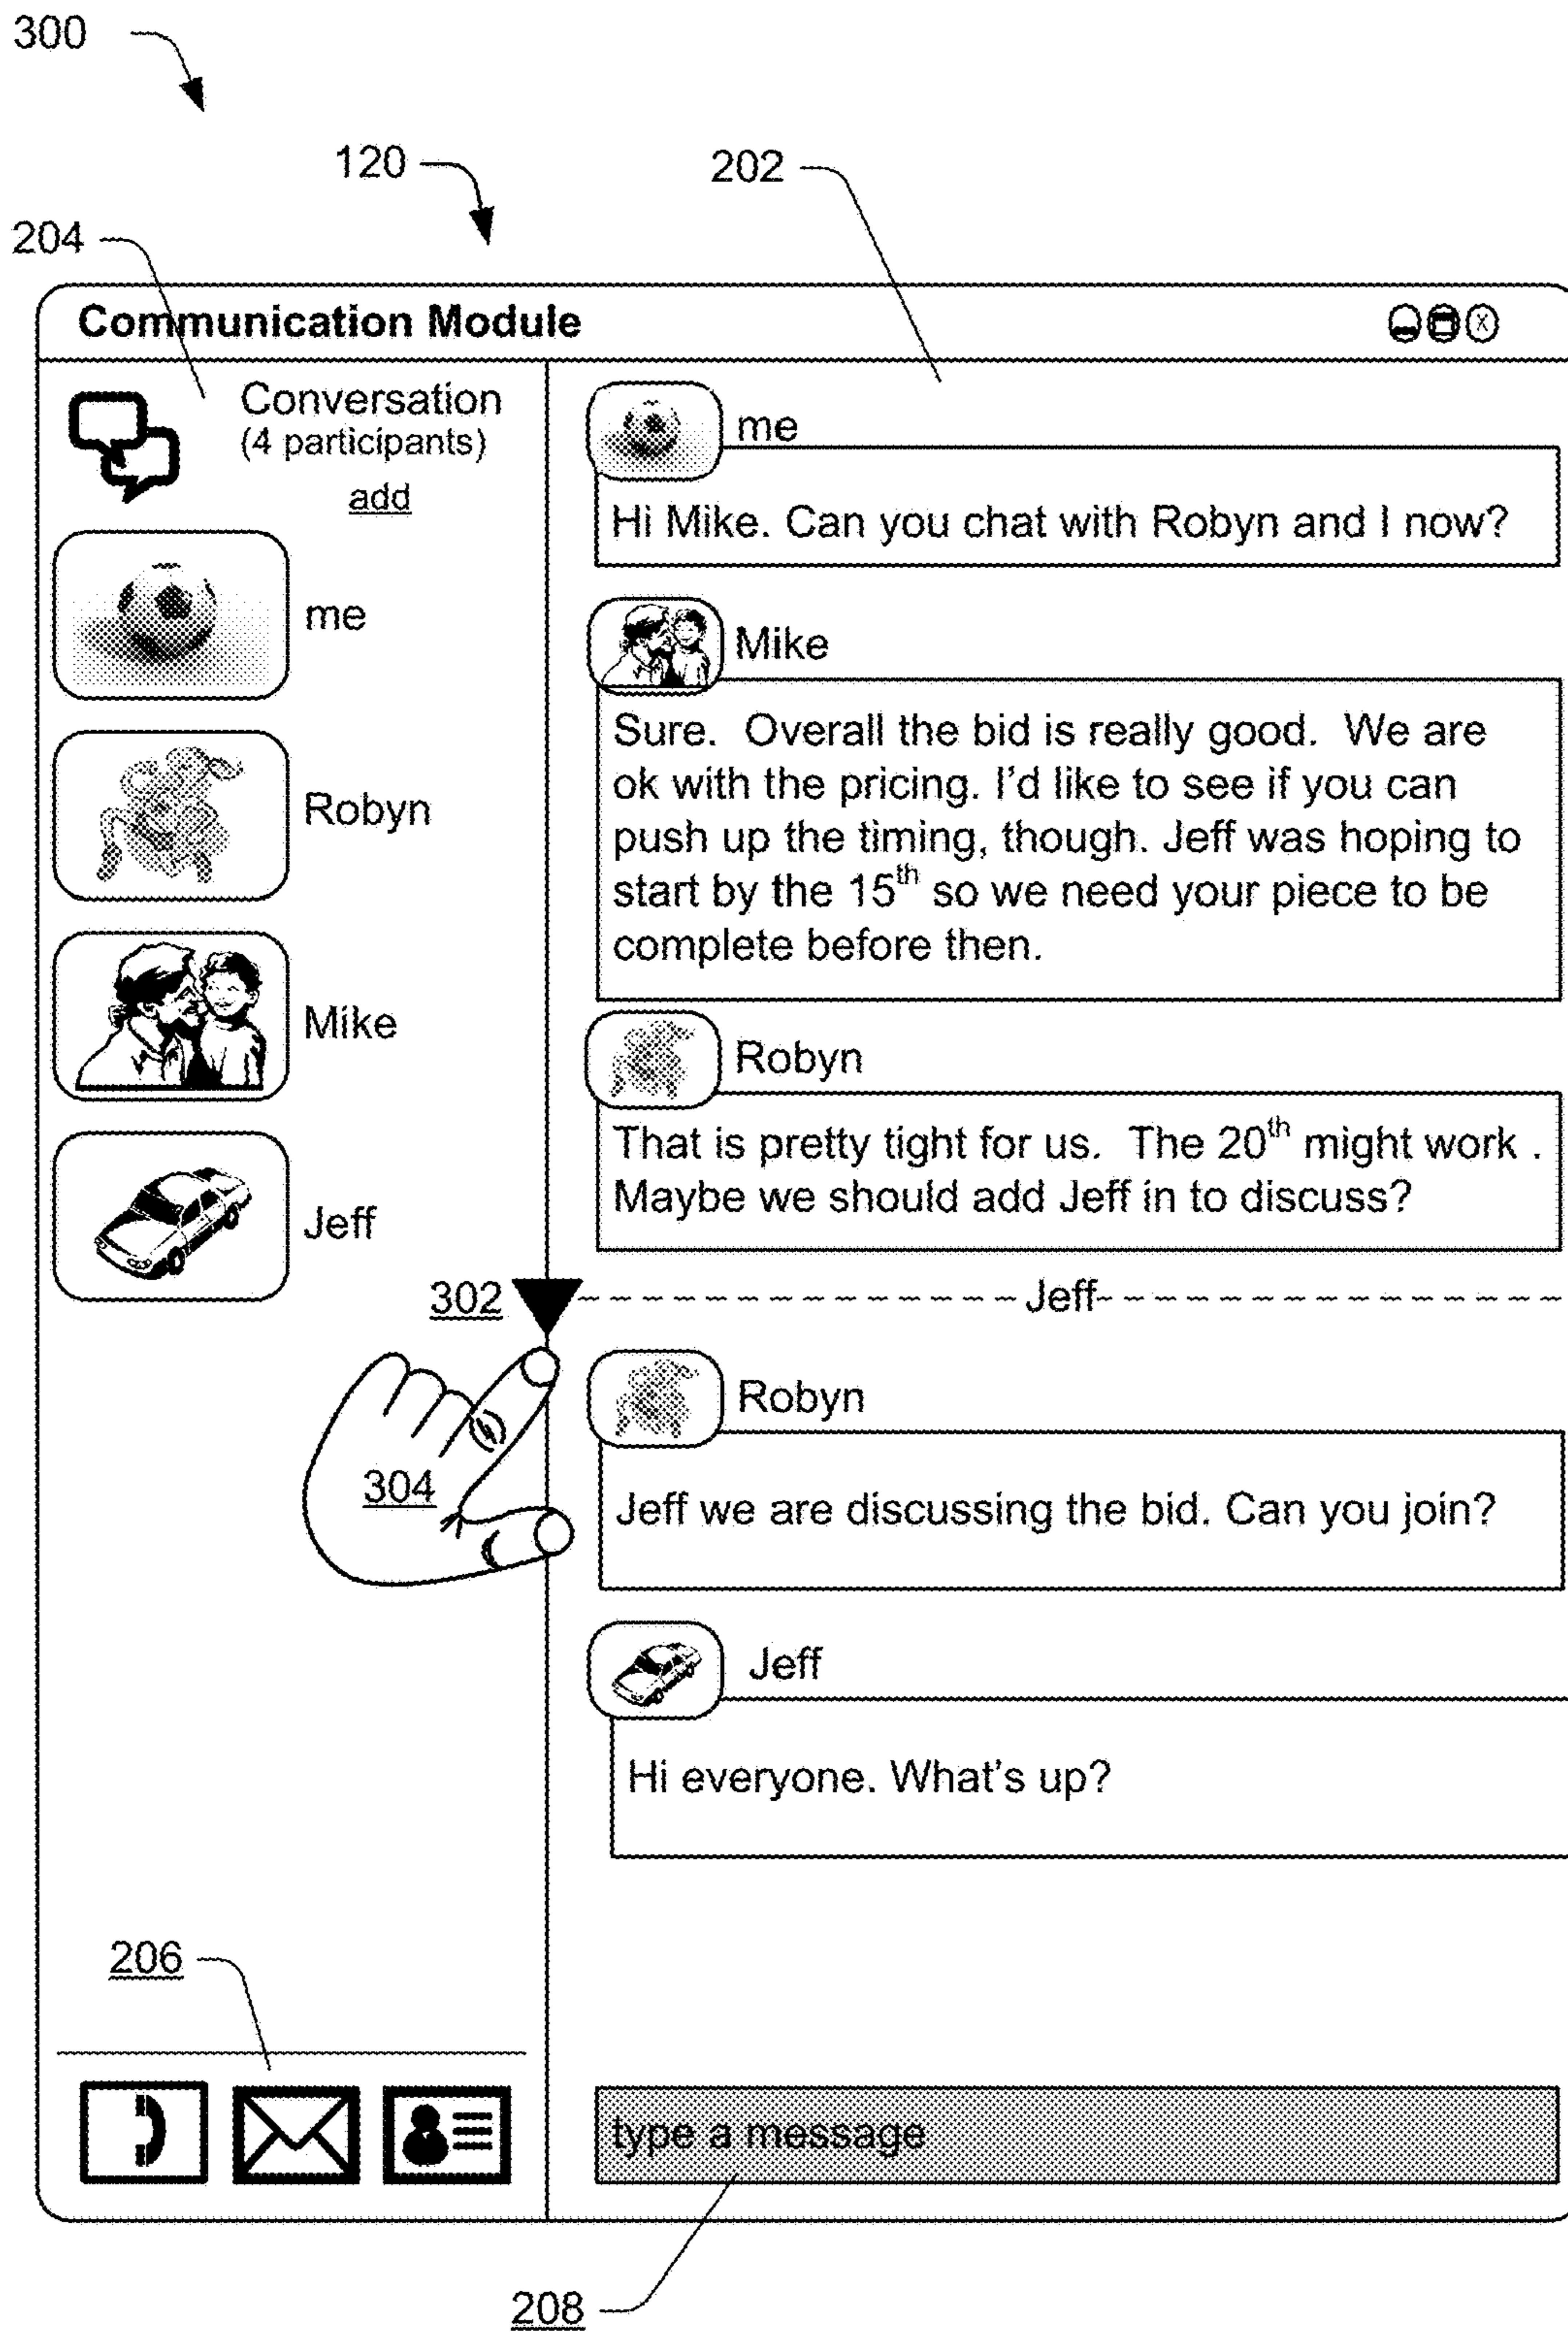 300
120
202
204
Communication Module
X
Conversation
(4 participants)
add
me
Robyn
Mike
Jeff
me
Hi Mike. Can you chat with Robyn and I now?
Mike
Sure. Overall the bid is really good. We are
ok with the pricing. I'd like to see if you can
push up the timing, though. Jeff was hoping to
start by the 15th so we need your piece to be
complete before then.
Robyn
That is pretty tight for us. The 20th might work .
Maybe we should add Jeff in to discuss?
302
Jeff
304
Robyn
Jeff we are discussing the bid. Can you join?
Jeff
Hi everyone. What's up?
206
type a message
208